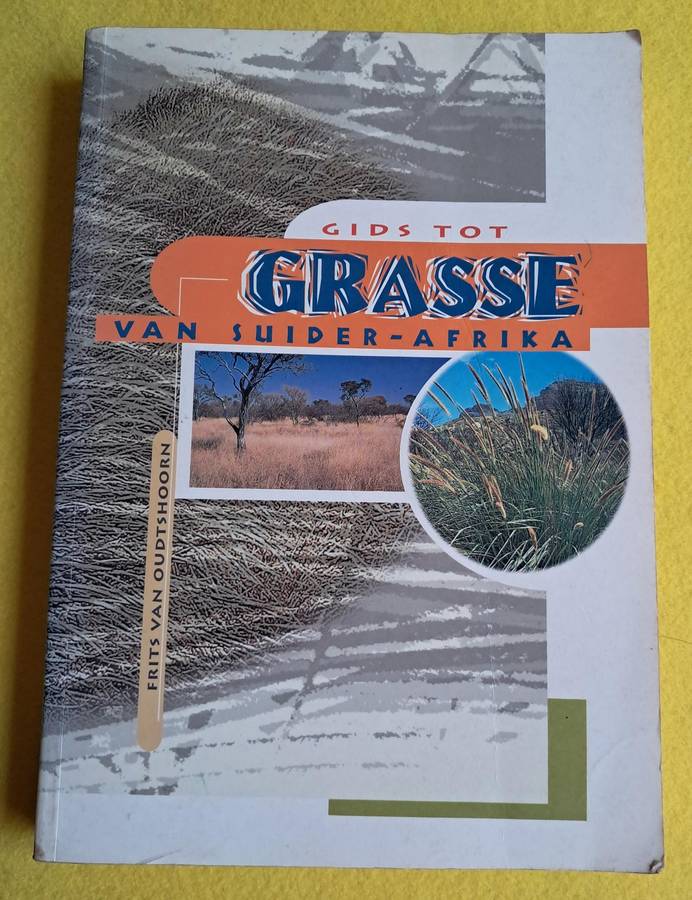 GIDS TOT
GRASSE
VAN SUIDER-AFRIKA
FRITS VAN OUDTSHOORN